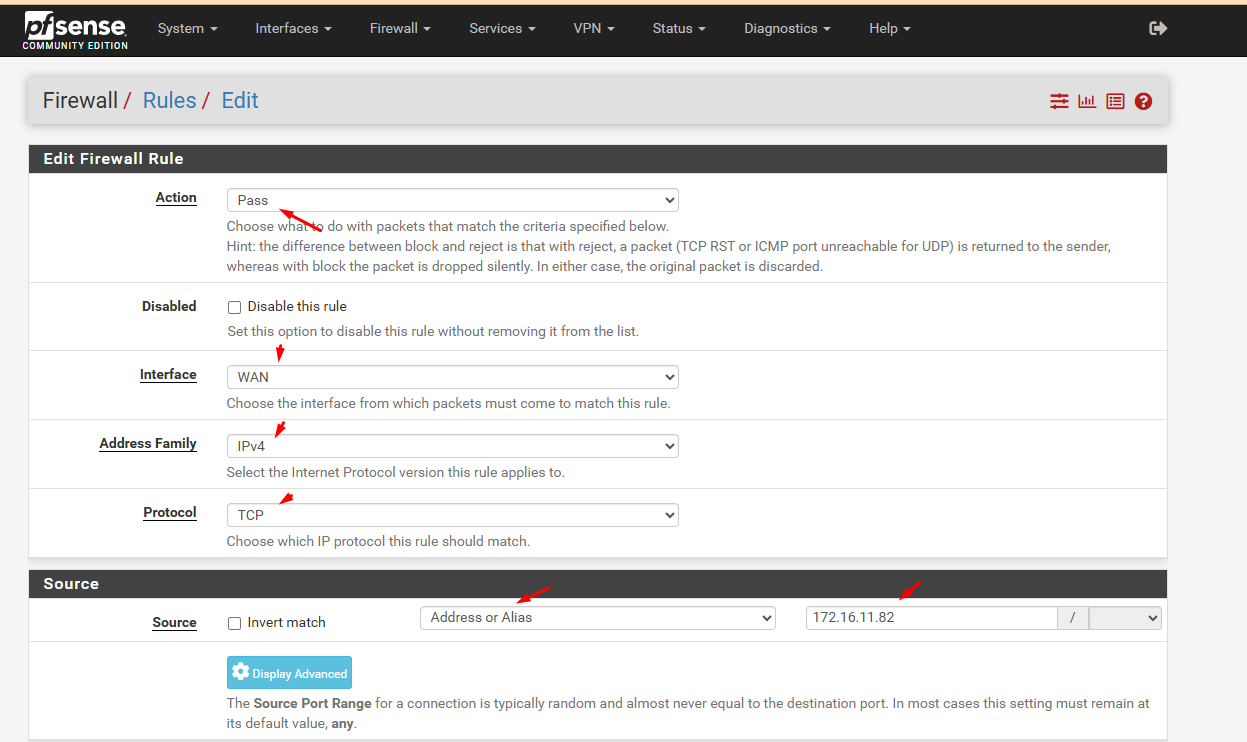 pfsense
COMMUNITY EDITION
System Interfaces Firewall Services VPN Status Diagnostics Help
Firewall / Rules / Edit
Edit Firewall Rule
Action
Pass
Choose what to do with packets that match the criteria specified below.
Hint: the difference between block and reject is that with reject, a packet (TCP RST or ICMP port unreachable for UDP) is returned to the sender,
whereas with block the packet is dropped silently. In either case, the original packet is discarded.
Disabled
Disable this rule
Set this option to disable this rule without removing it from the list.
Interface
WAN
Choose the interface from which packets must come to match this rule.
Address Family
IPv4
Select the Internet Protocol version this rule applies to.
Protocol
TCP
Choose which IP protocol this rule should match.
Source
Source
Invert match
Address or Alias
172.16.11.82
/
Display Advanced
The Source Port Range for a connection is typically random and almost never equal to the destination port. In most cases this setting must remain at
its default value, any.